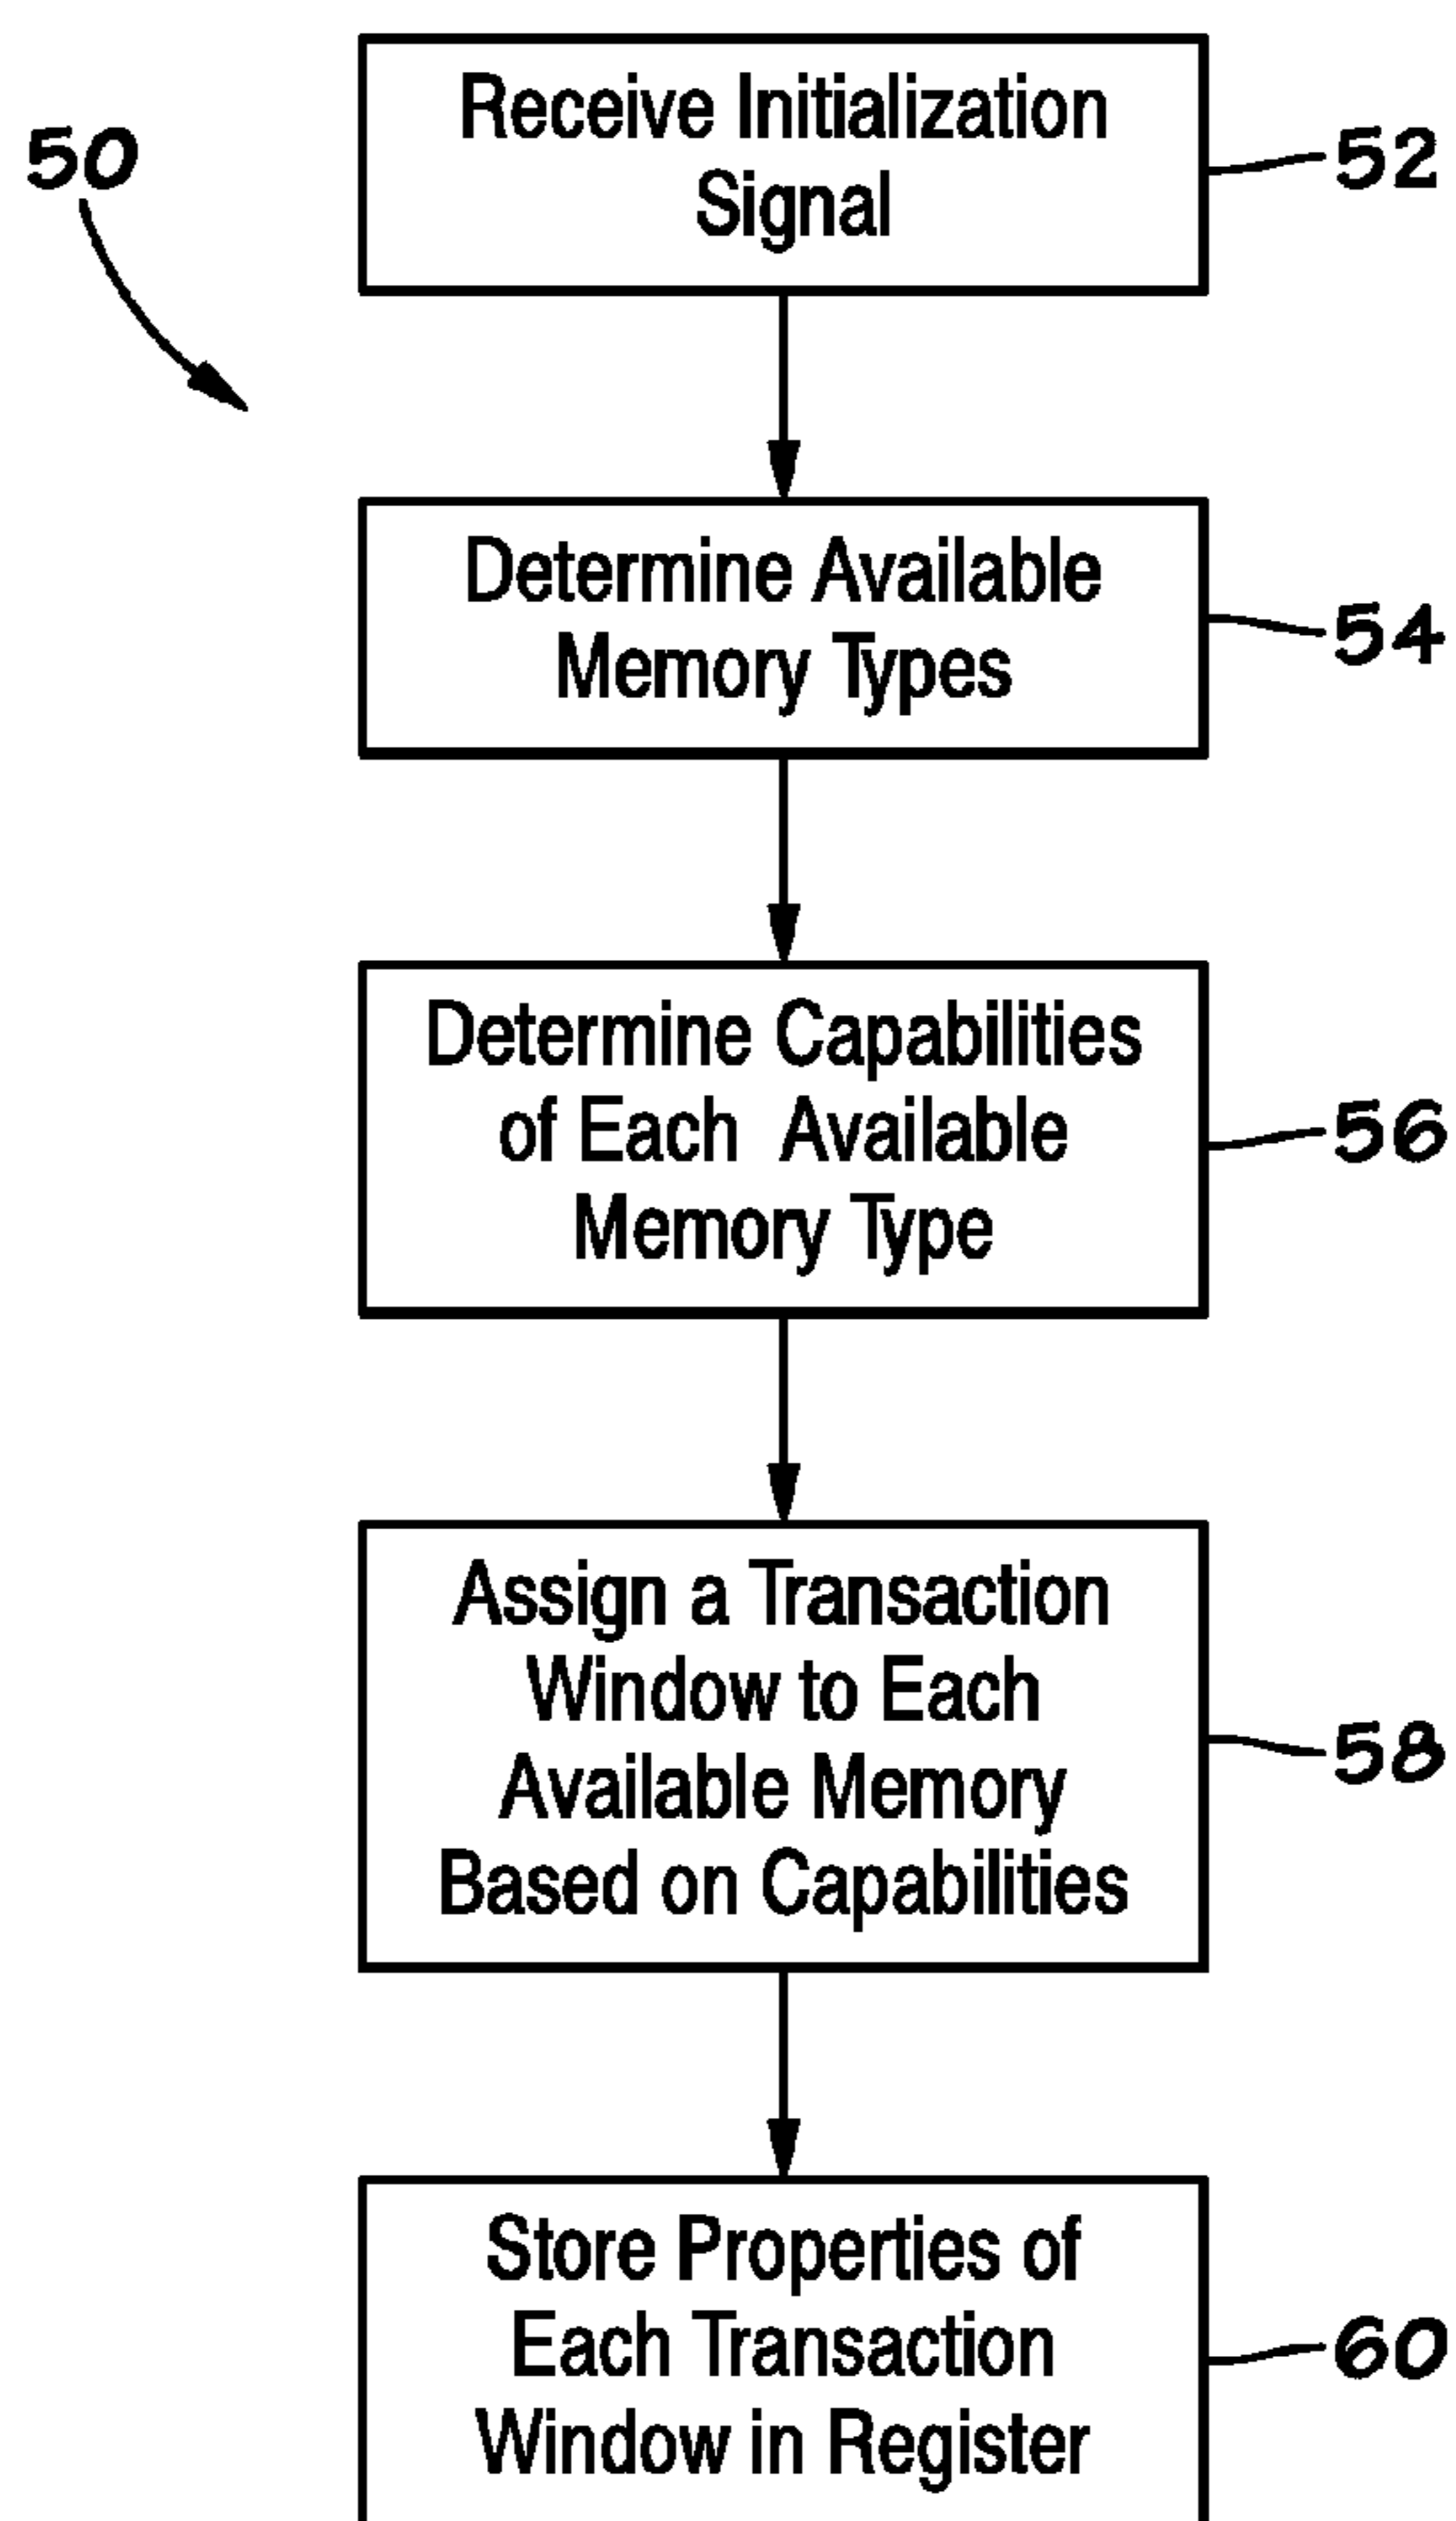 50
Receive Initialization
Signal
52
Determine Available
Memory Types
54
Determine Capabilities
of Each Available
Memory Type
56
Assign a Transaction
Window to Each
Available Memory
Based on Capabilities
58
Store Properties of
Each Transaction
Window in Register
60